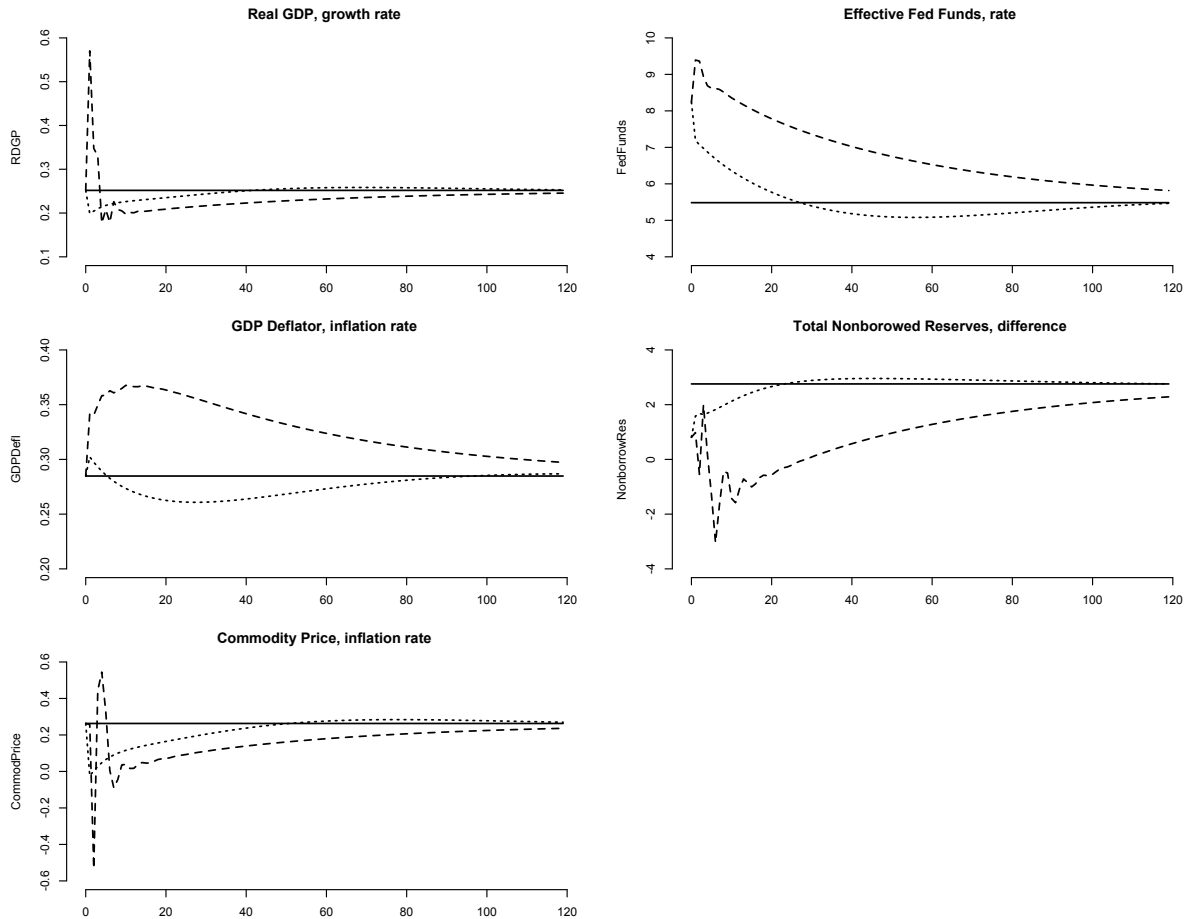 Real GDP, growth rate
RDGP
0.1 0.2 0.3 0.4 0.5 0.6
0 20 40 60 80 100 120
Effective Fed Funds, rate
FedFunds
4 5 6 7 8 9 10
0 20 40 60 80 100 120
GDP Deflator, inflation rate
GDPDefl
0.20 0.25 0.30 0.35 0.40
0 20 40 60 80 100 120
Total Nonborowed Reserves, difference
NonborrowRes
-4 -2 0 2 4
0 20 40 60 80 100 120
Commodity Price, inflation rate
CommodPrice
-0.6 -0.4 -0.2 0.0 0.2 0.4 0.6
0 20 40 60 80 100 120